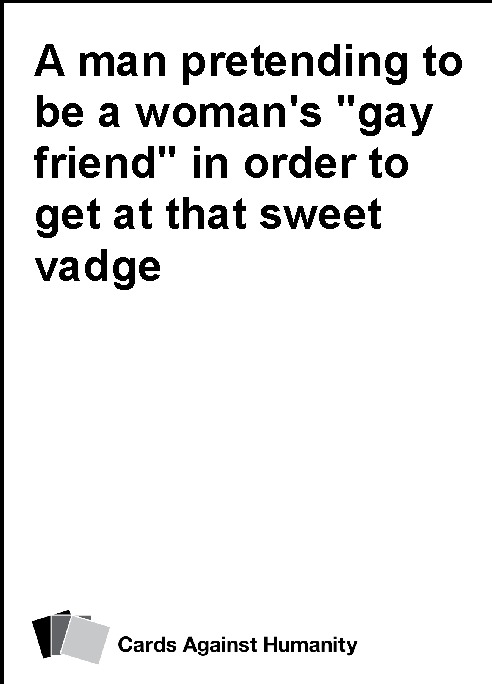 A man pretending to
be a woman's "gay
friend" in order to
get at that sweet
vadge
Cards Against Humanity